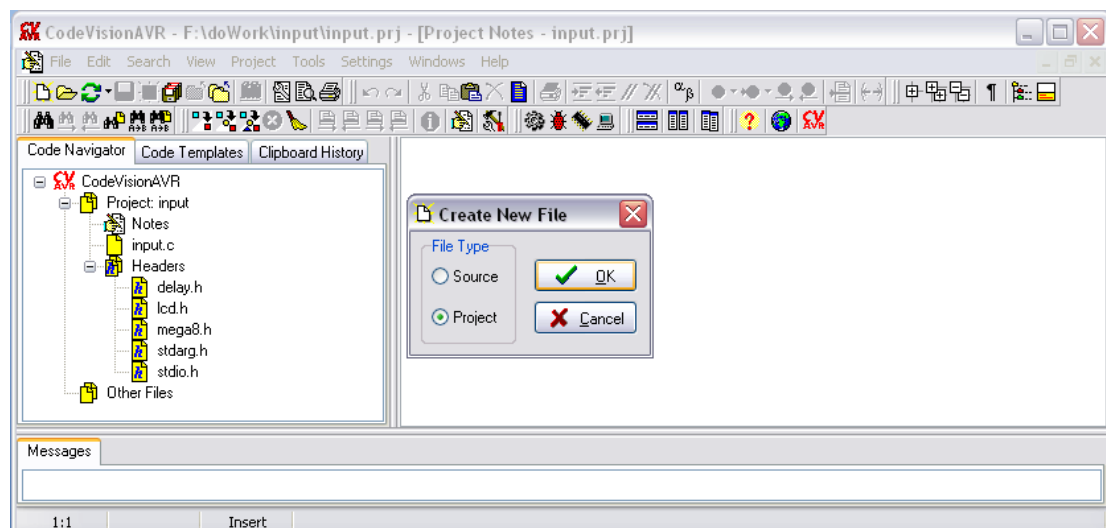 CodeVisionAVR - F:\doWork\input\input.prj - [Project Notes - input.prj]
File Edit Search View Project Tools Settings Windows Help
Code Navigator Code Templates Clipboard History
CodeVisionAVR
Project: input
Notes
input.c
Headers
delay.h
lcd.h
mega8.h
stdarg.h
stdio.h
Other Files
Create New File
File Type
Source
OK
Project
Cancel
Messages
1:1 Insert